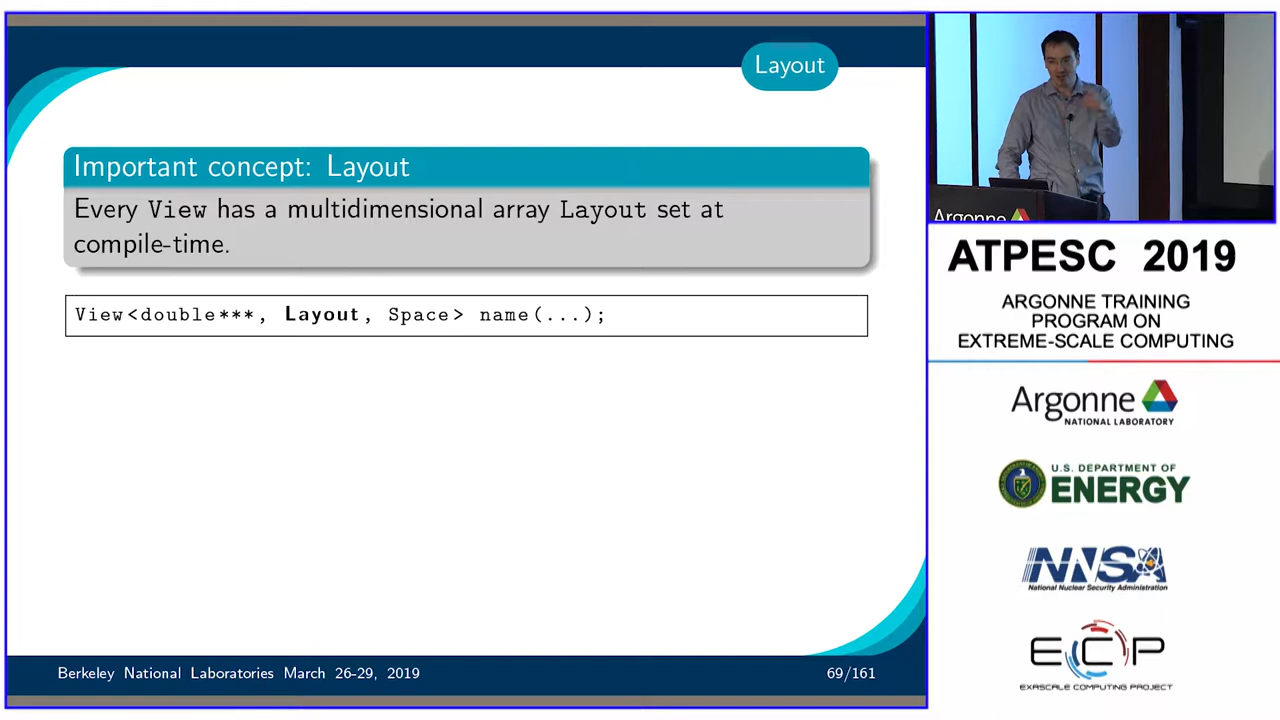 Layout
Important concept: Layout
Every View has a multidimensional array Layout set at
compile-time.
View<double***, Layout, Space> name(...);
Berkeley National Laboratories March 26-29, 2019
69/161
Argonne
ATPESC 2019
ARGONNE TRAINING
PROGRAM ON
EXTREME-SCALE COMPUTING
Argonne
NATIONAL LABORATORY
U.S. DEPARTMENT OF
ENERGY
NNSA
National Nuclear Security Administration
ECP
EXASCALE COMPUTING PROJECT